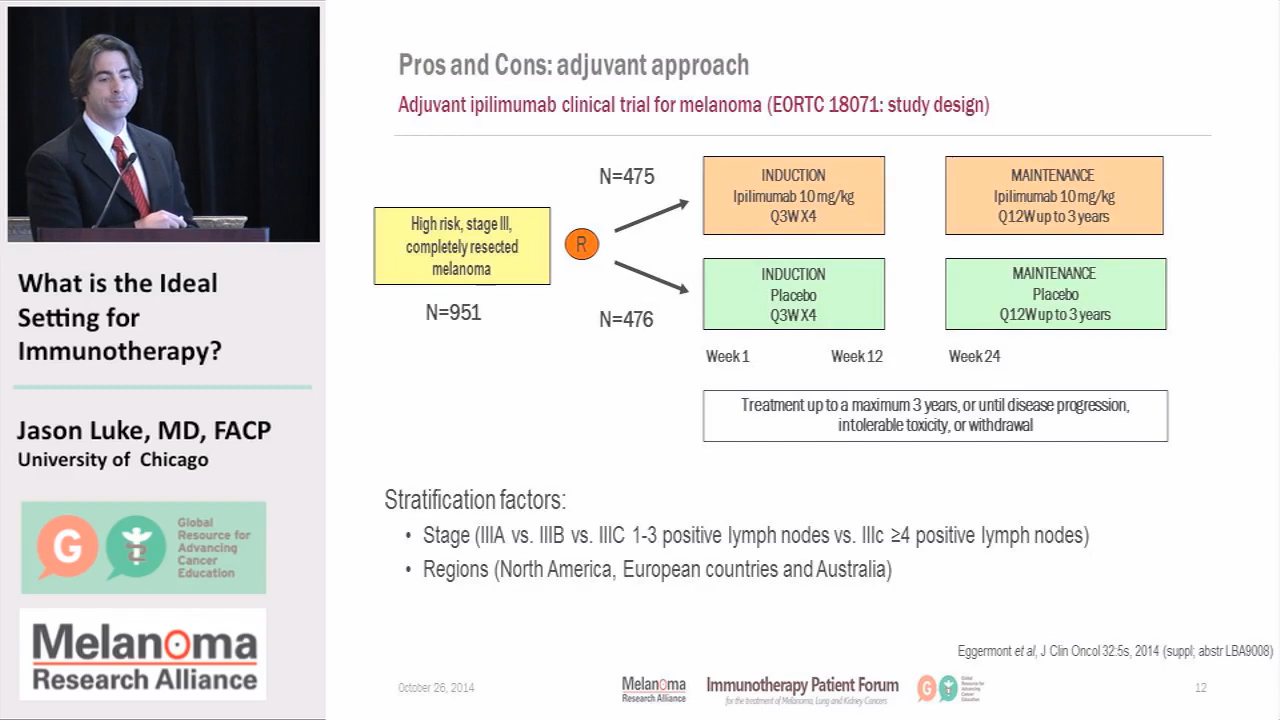 Pros and Cons: adjuvant approach
Adjuvant ipilimumab clinical trial for melanoma (EORTC 18071: study design)
High risk, stage III,
completely resected
melanoma
N=951
R
N=475
N=476
INDUCTION
Ipilimumab 10 mg/kg
Q3W X4
MAINTENANCE
Ipilimumab 10 mg/kg
Q12W up to 3 years
INDUCTION
Placebo
Q3W X4
MAINTENANCE
Placebo
Q12W up to 3 years
Week 1
Week 12
Week 24
Treatment up to a maximum 3 years, or until disease progression,
intolerable toxicity, or withdrawal
Stratification factors:
• Stage (IIIA vs. IIIB vs. IIIC 1-3 positive lymph nodes vs. IIIc ≥4 positive lymph nodes)
• Regions (North America, European countries and Australia)
Eggermont et al, J Clin Oncol 32:5s, 2014 (suppl; abstr LBA9008)
October 26, 2014
Melanoma
Research Alliance
Immunotherapy Patient Forum
for the treatment of Melanoma, Lung and Kidney Cancers
G
Global
Resource for
Advancing Cancer
Education
12
What is the Ideal
Setting for
Immunotherapy?
Jason Luke, MD, FACP
University of Chicago
G
Global
Resource for
Advancing
Cancer
Education
Melanoma
Research Alliance